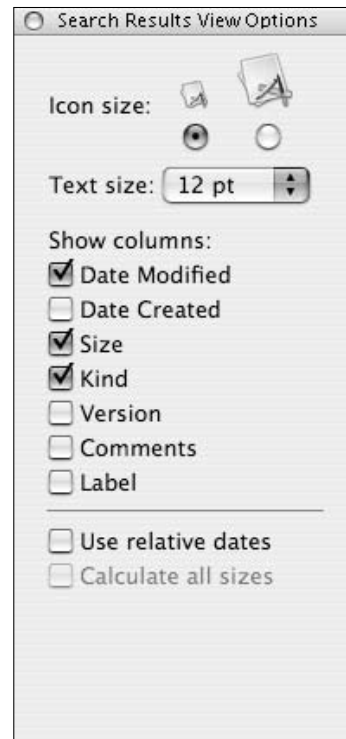 Search Results View Options
Icon size:
Text size: 12 pt
Show columns:
Date Modified
Date Created
Size
Kind
Version
Comments
Label
Use relative dates
Calculate all sizes